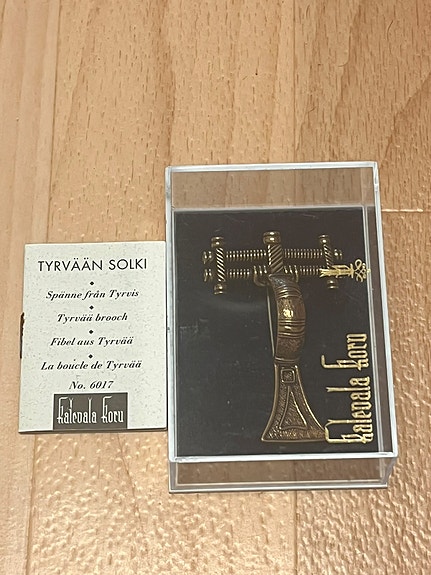 TYRVÄÄN SOLKI
Spänne från Tyrvis
Tyrvää brooch
Fibel aus Tyrvää
La boucle de Tyrvää
No. 6017
Kalevala Koru
Kalevala Koru